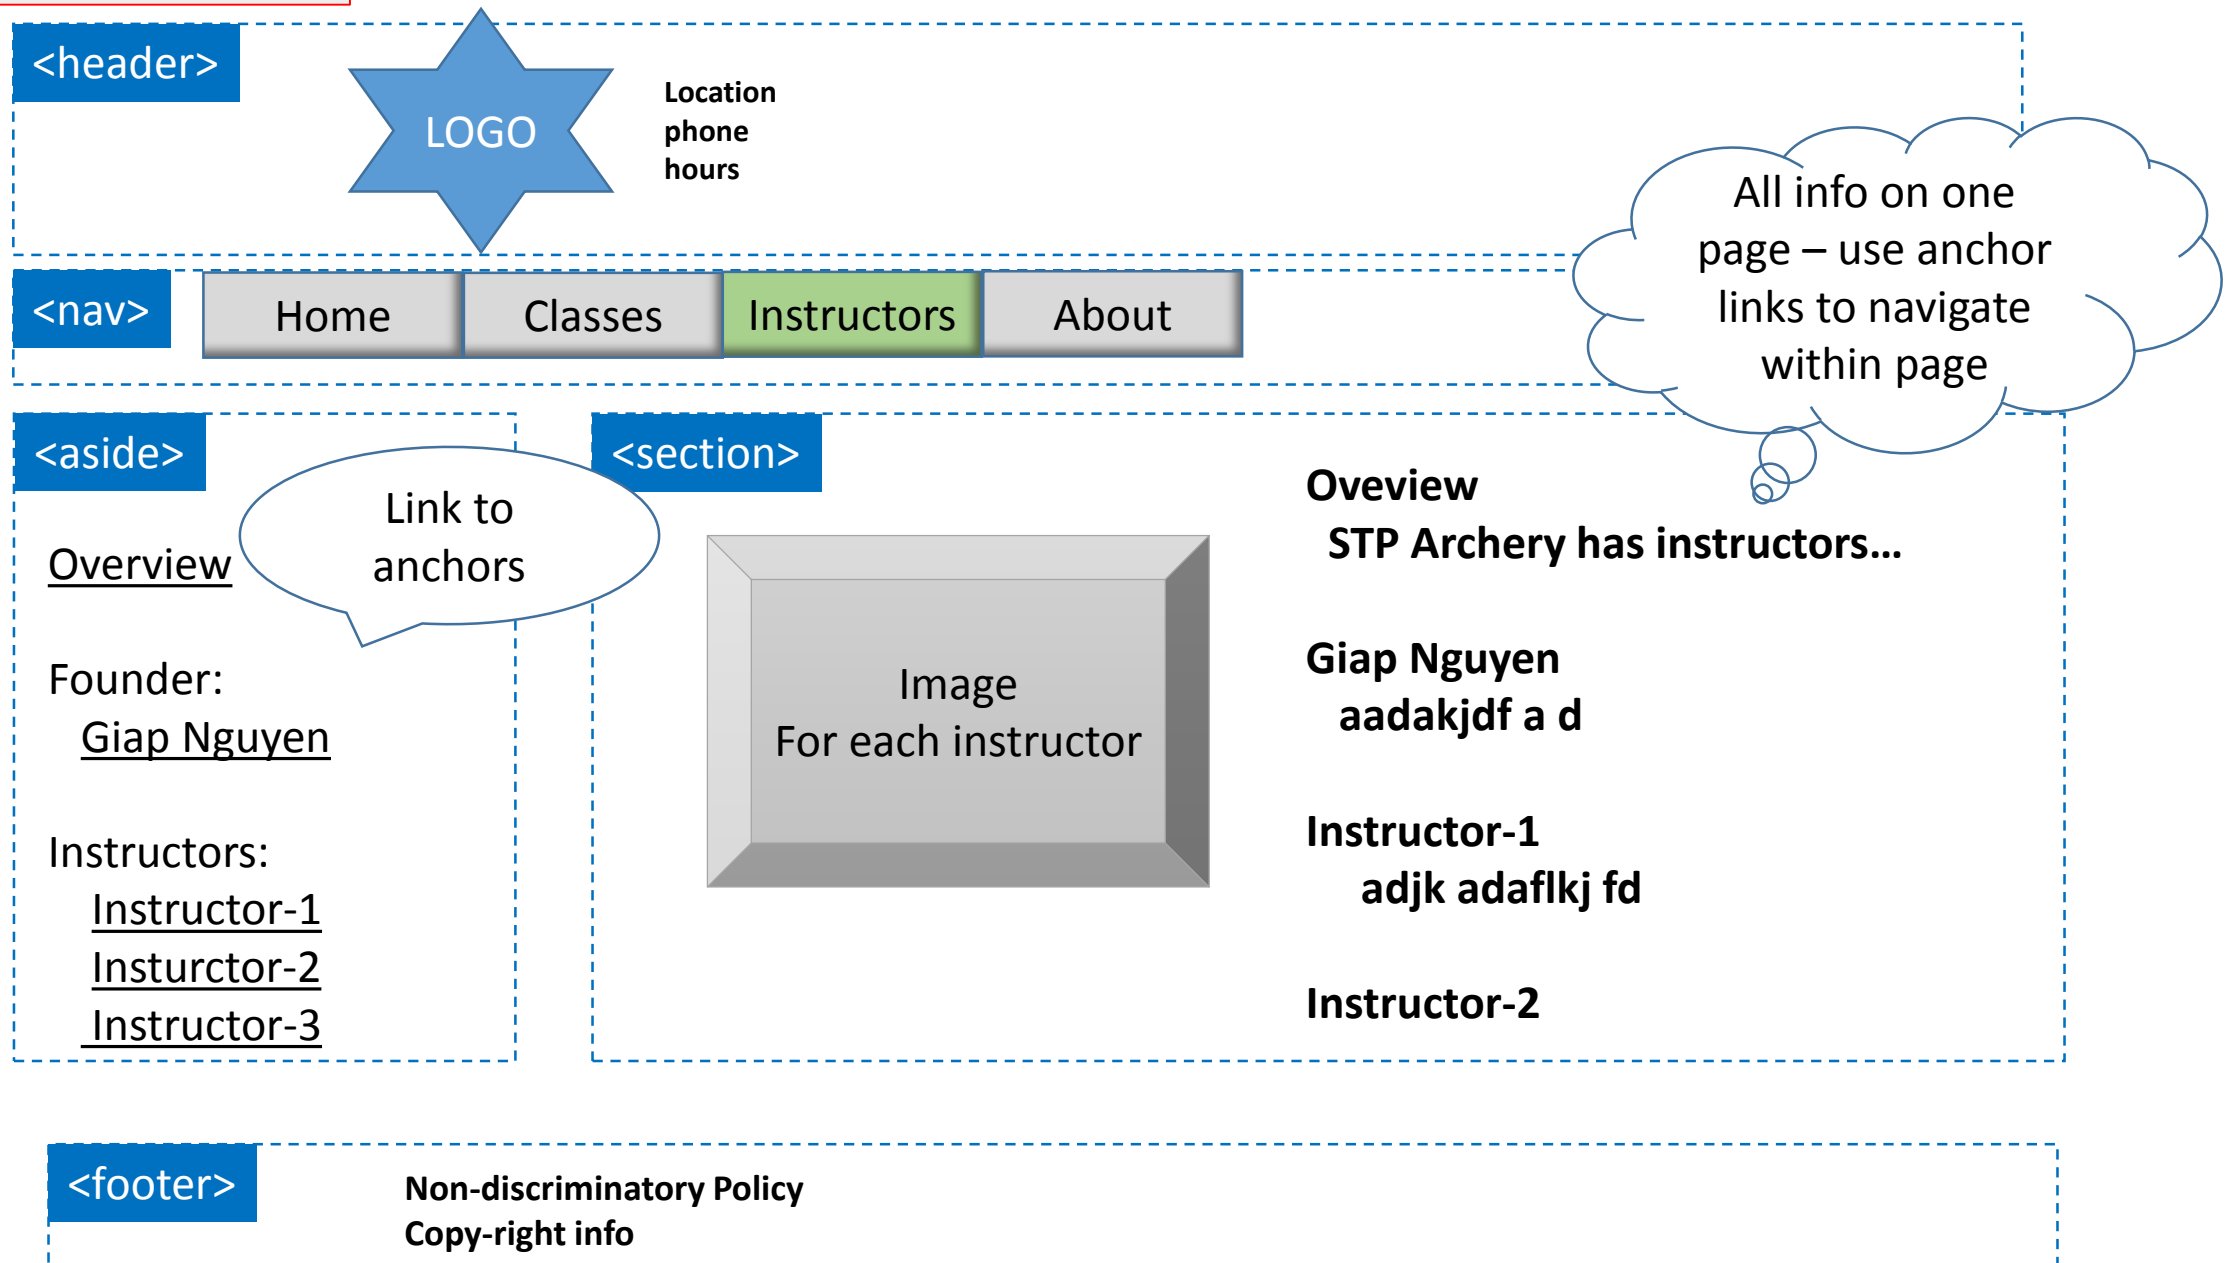 <header>
LOGO
Location
phone
hours
All info on one
page – use anchor
links to navigate
within page
<nav>
Home
Classes
Instructors
About
<aside>
Link to
anchors
Overview
Founder:
Giap Nguyen
Instructors:
Instructor-1
Insturctor-2
Instructor-3
<section>
Image
For each instructor
Oveview
STP Archery has instructors...
Giap Nguyen
aadakjdf a d
Instructor-1
adjk adaflkj fd
Instructor-2
<footer>
Non-discriminatory Policy
Copy-right info